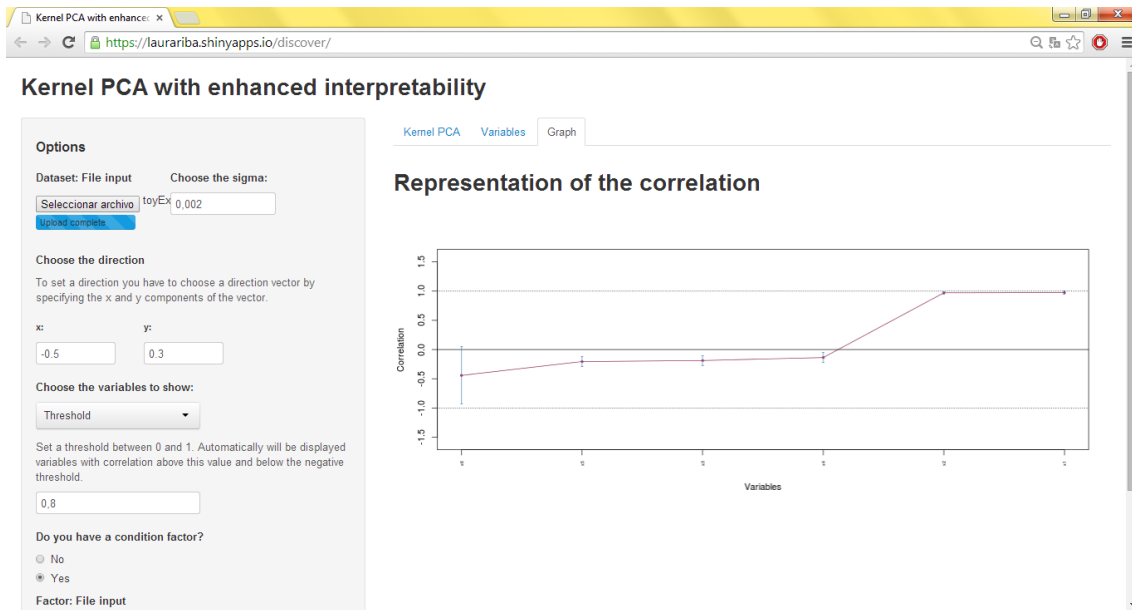 Kernel PCA with enhanced
https://laurariba.shinyapps.io/discover/
Kernel PCA with enhanced interpretability
Options
Dataset: File input Choose the sigma:
Seleccionar archivo toyEx 0,002
Upload complete
Choose the direction
To set a direction you have to choose a direction vector by
specifying the x and y components of the vector.
x: y:
-0.5 0.3
Choose the variables to show:
Threshold
Set a threshold between 0 and 1. Automatically will be displayed
variables with correlation above this value and below the negative
threshold.
0,8
Do you have a condition factor?
No
Yes
Factor: File input
Kernel PCA Variables Graph
Representation of the correlation
1.5
1.0
0.5
0.0
-0.5
-1.0
-1.5
Correlation
Variables